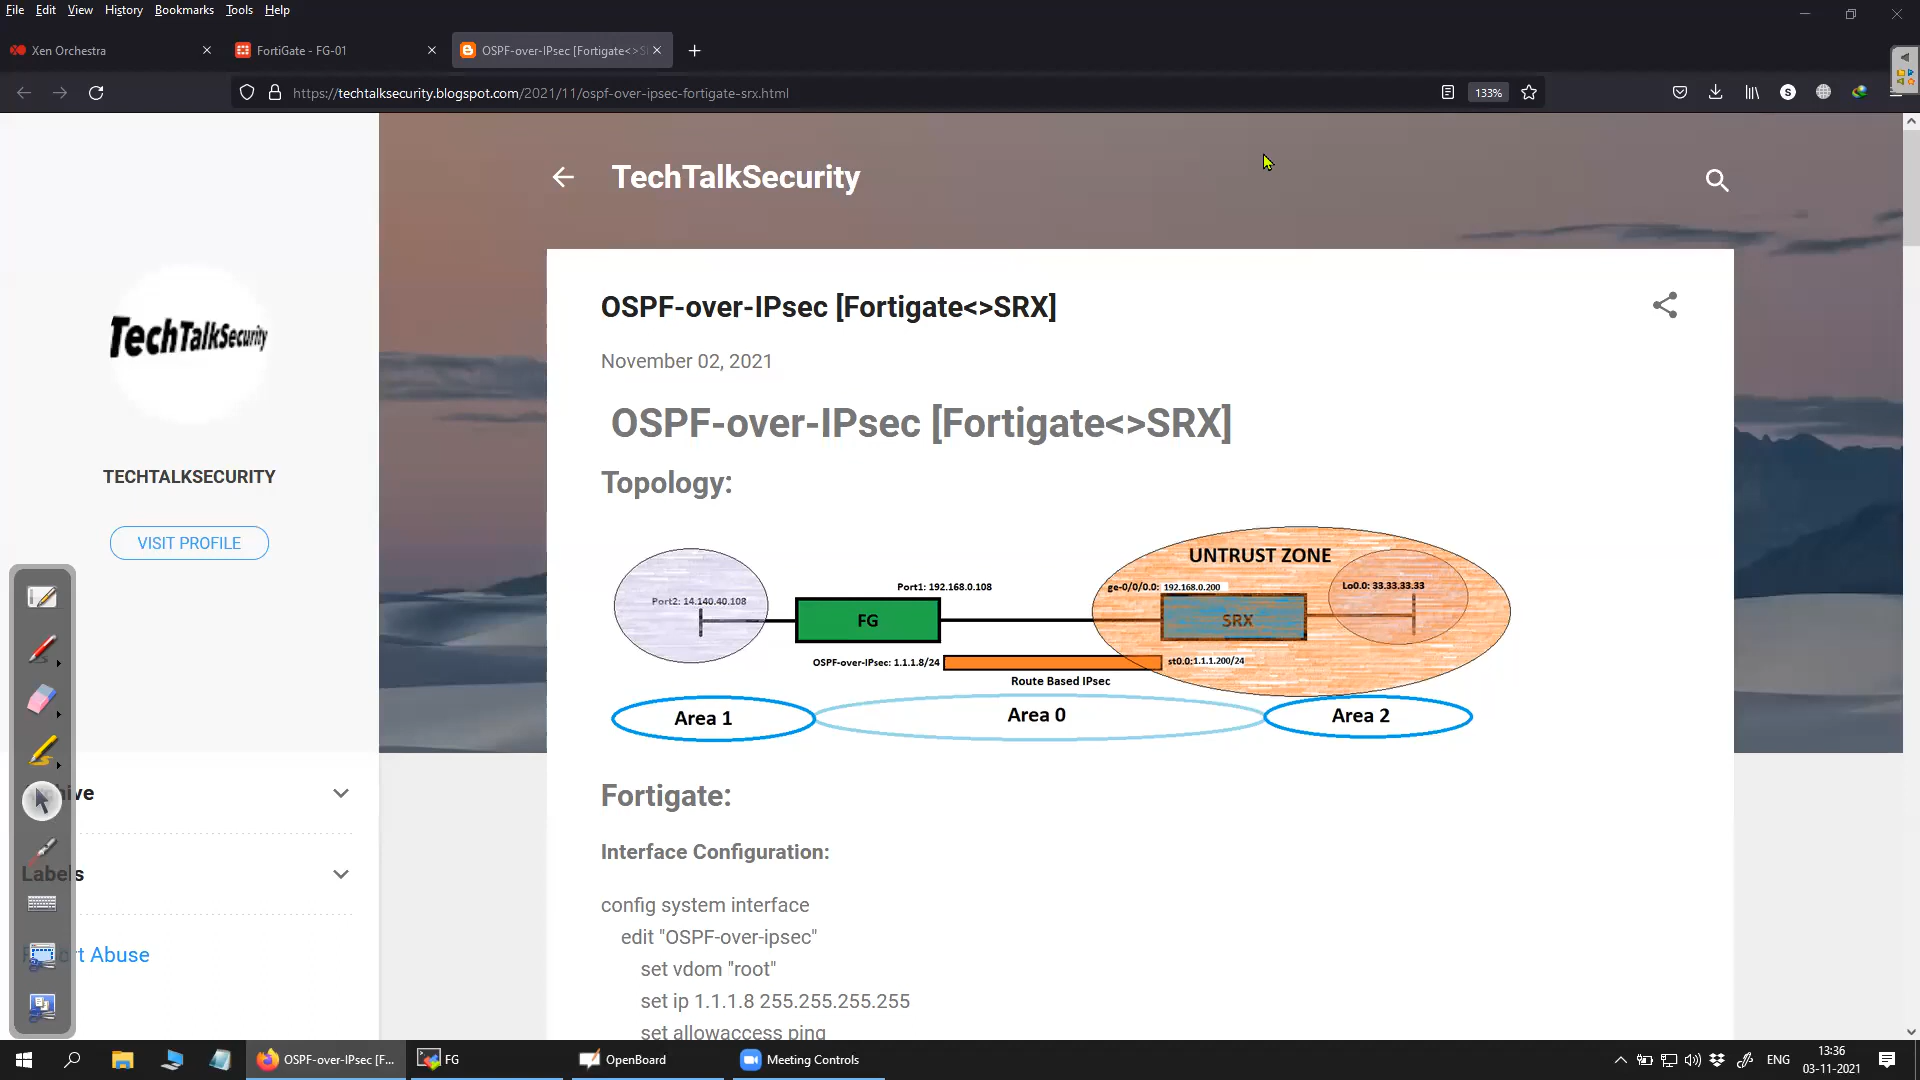 File Edit View History Bookmarks Tools Help
Xen Orchestra
FortiGate - FG-01
OSPF-over-IPsec [Fortigate<>S
https://techtalksecurity.blogspot.com/2021/11/ospf-over-ipsec-fortigate-srx.html
133%
S
TechTalkSecurity
TechTalkSecurity
TECHTALKSECURITY
VISIT PROFILE
OSPF-over-IPsec [Fortigate<>SRX]
November 02, 2021
OSPF-over-IPsec [Fortigate<>SRX]
Topology:
UNTRUST ZONE
Port1: 192.168.0.108
ge-0/0/0.0: 192.168.0.200
Lo0.0: 33.33.33.33
Port2: 14.140.40.108
FG
SRX
OSPF-over-IPsec: 1.1.1.8/24
st0.0:1.1.1.200/24
Route Based IPsec
Area 1
Area 0
Area 2
Fortigate:
Interface Configuration:
config system interface
edit "OSPF-over-ipsec"
set vdom "root"
set ip 1.1.1.8 255.255.255.255
set allowaccess ping
hive
Labels
rt Abuse
OSPF-over-IPsec [F...
FG
OpenBoard
Meeting Controls
ENG
13:36
03-11-2021